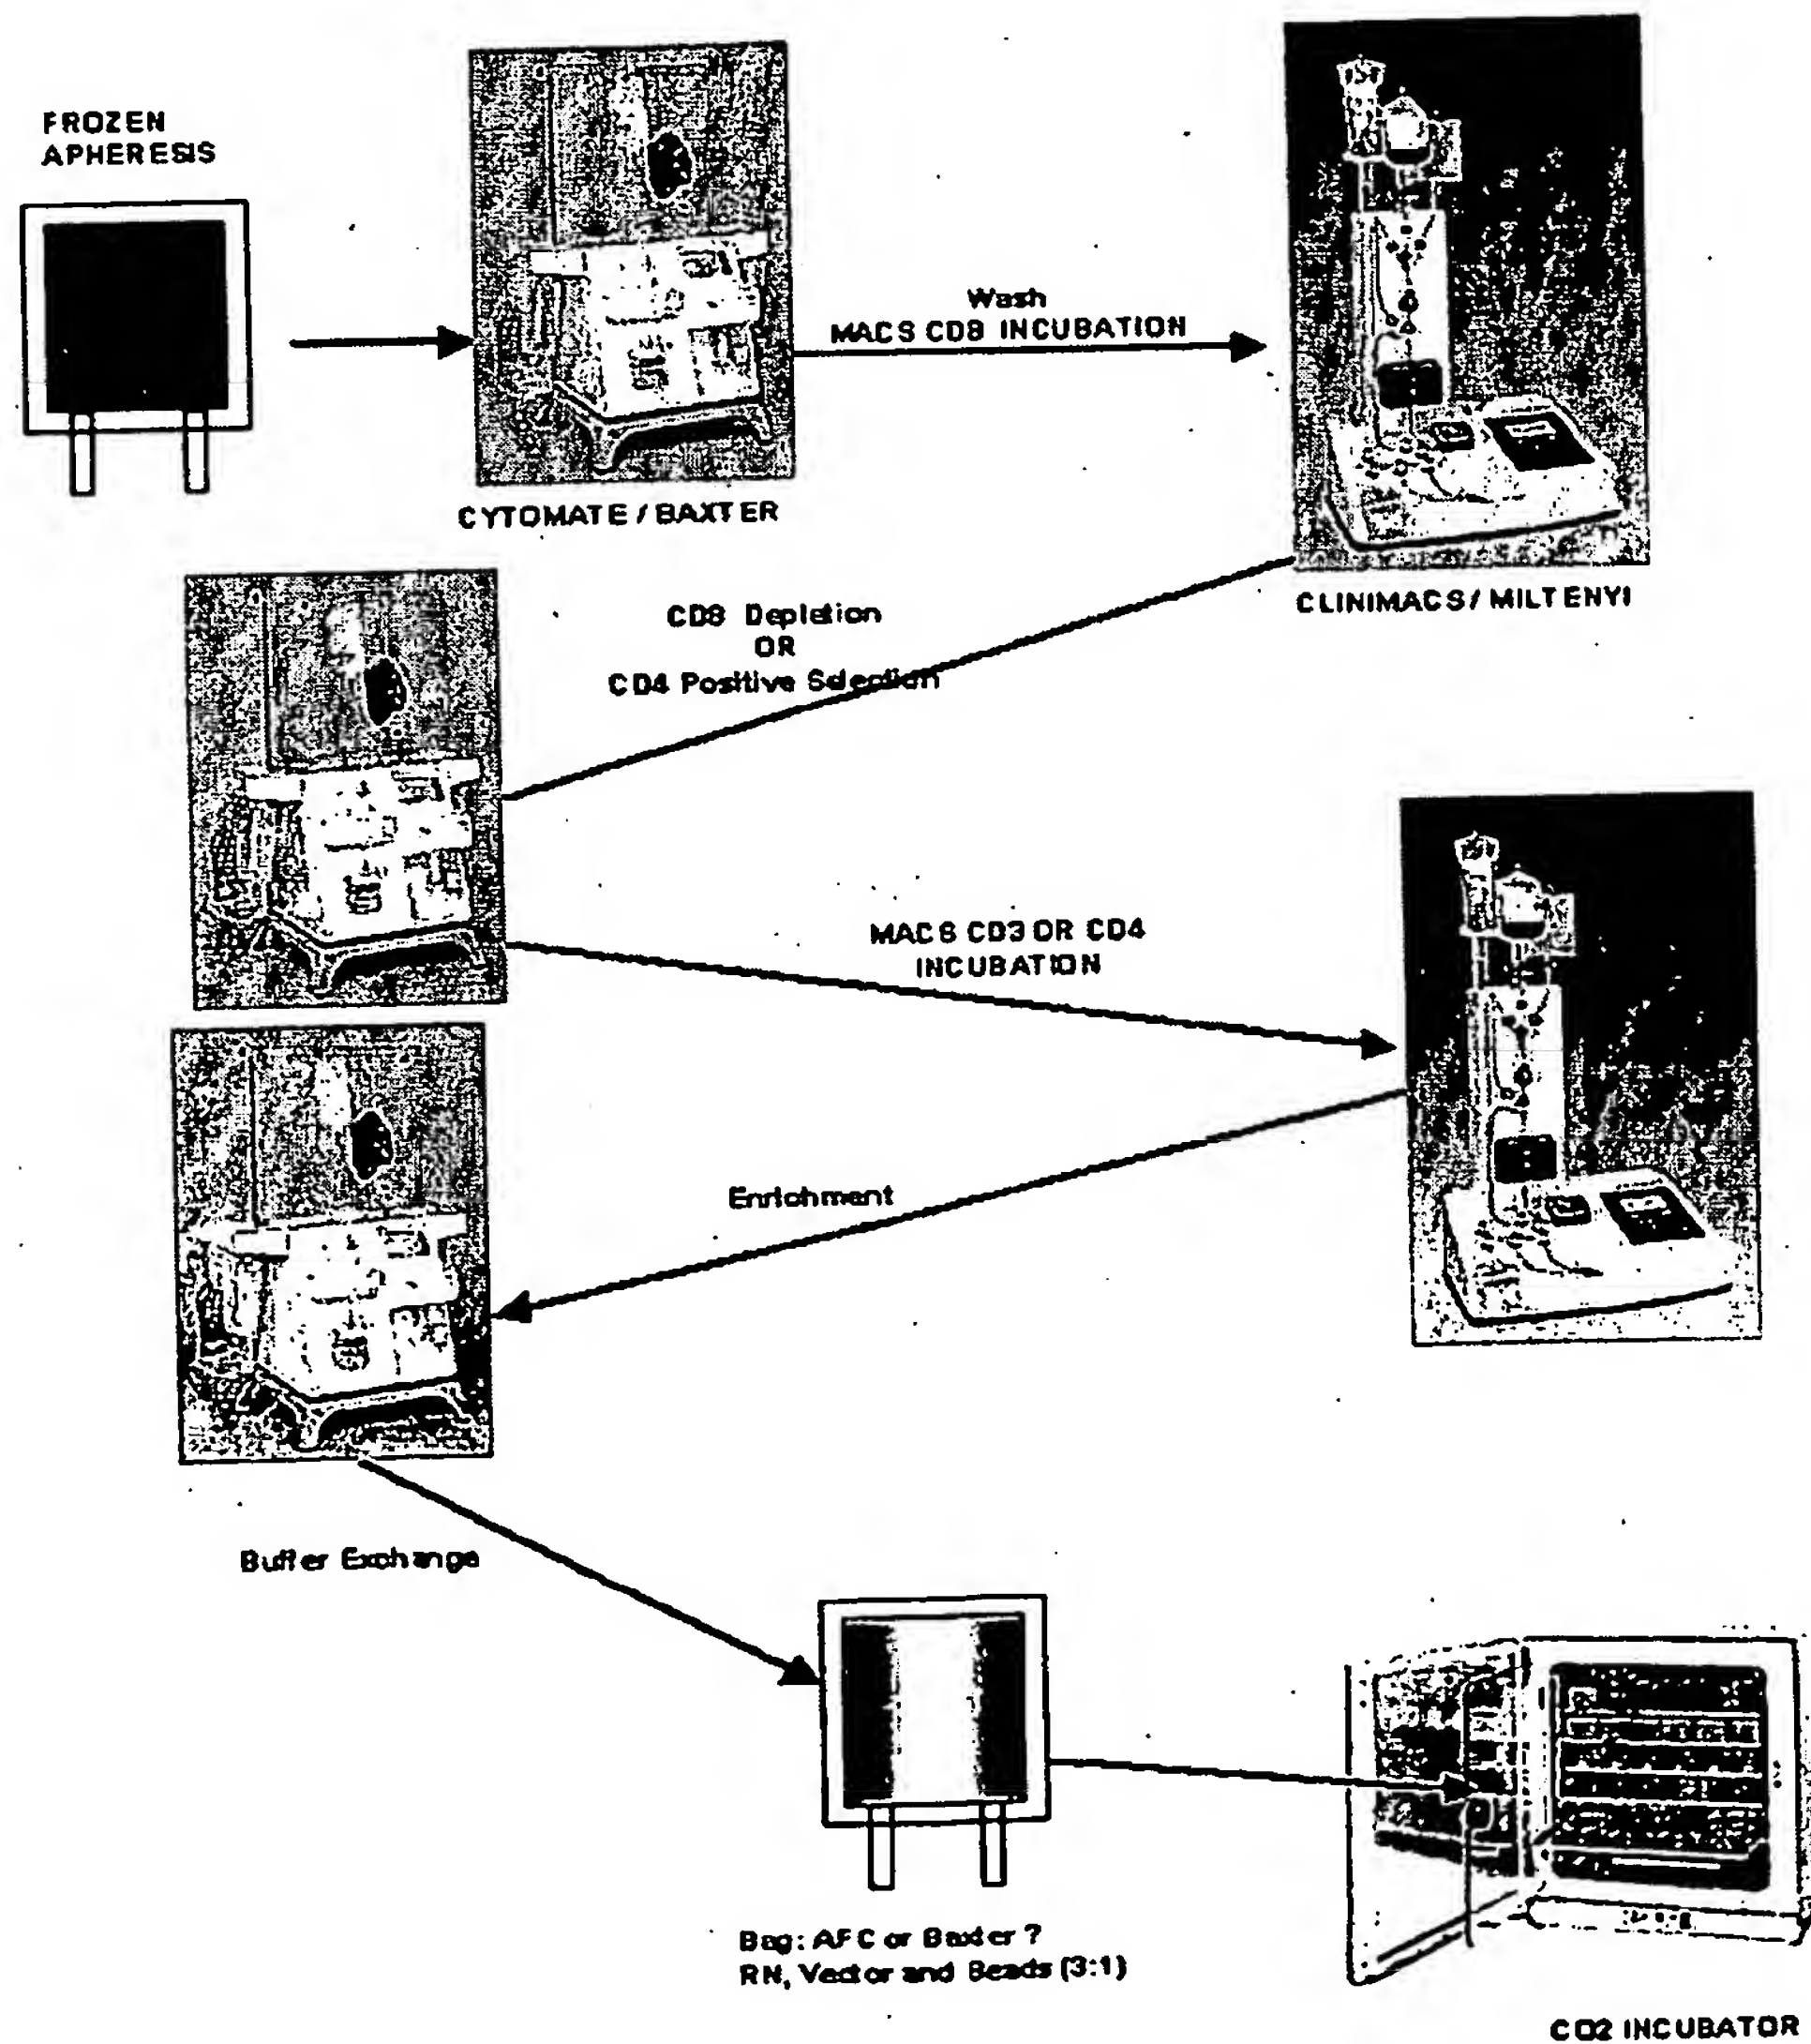 FROZEN
APHERESIS
Wash
MACS CD8 INCUBATION
CYTOMATE / BAXTER
CLINIMACS / MILTENYI
CD8 Depletion
OR
CD4 Positive Selection
MACS CD3 OR CD4
INCUBATION
Enrichment
Buffer Exchange
Bag: AFC or Baxter ?
RN, Vector and Beads (3:1)
CO2 INCUBATOR